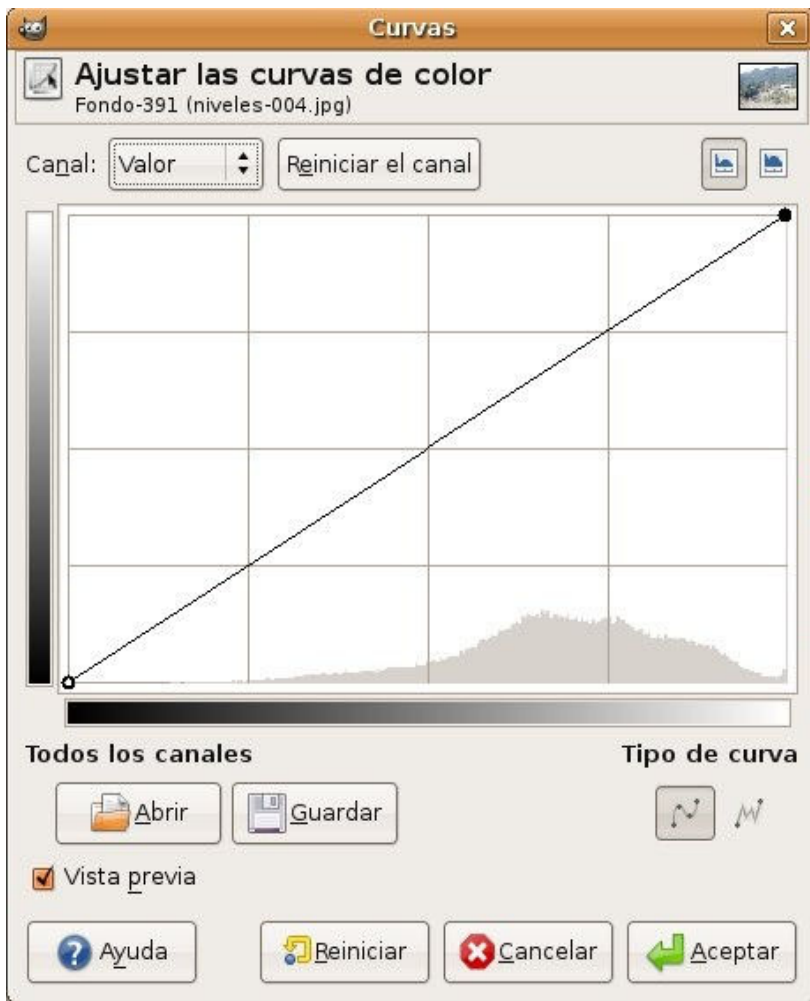 Curvas
Ajustar las curvas de color
Fondo-391 (niveles-004.jpg)
Canal: Valor Reiniciar el canal
Todos los canales Tipo de curva
Abrir Guardar
Vista previa
Ayuda Reiniciar Cancelar Aceptar